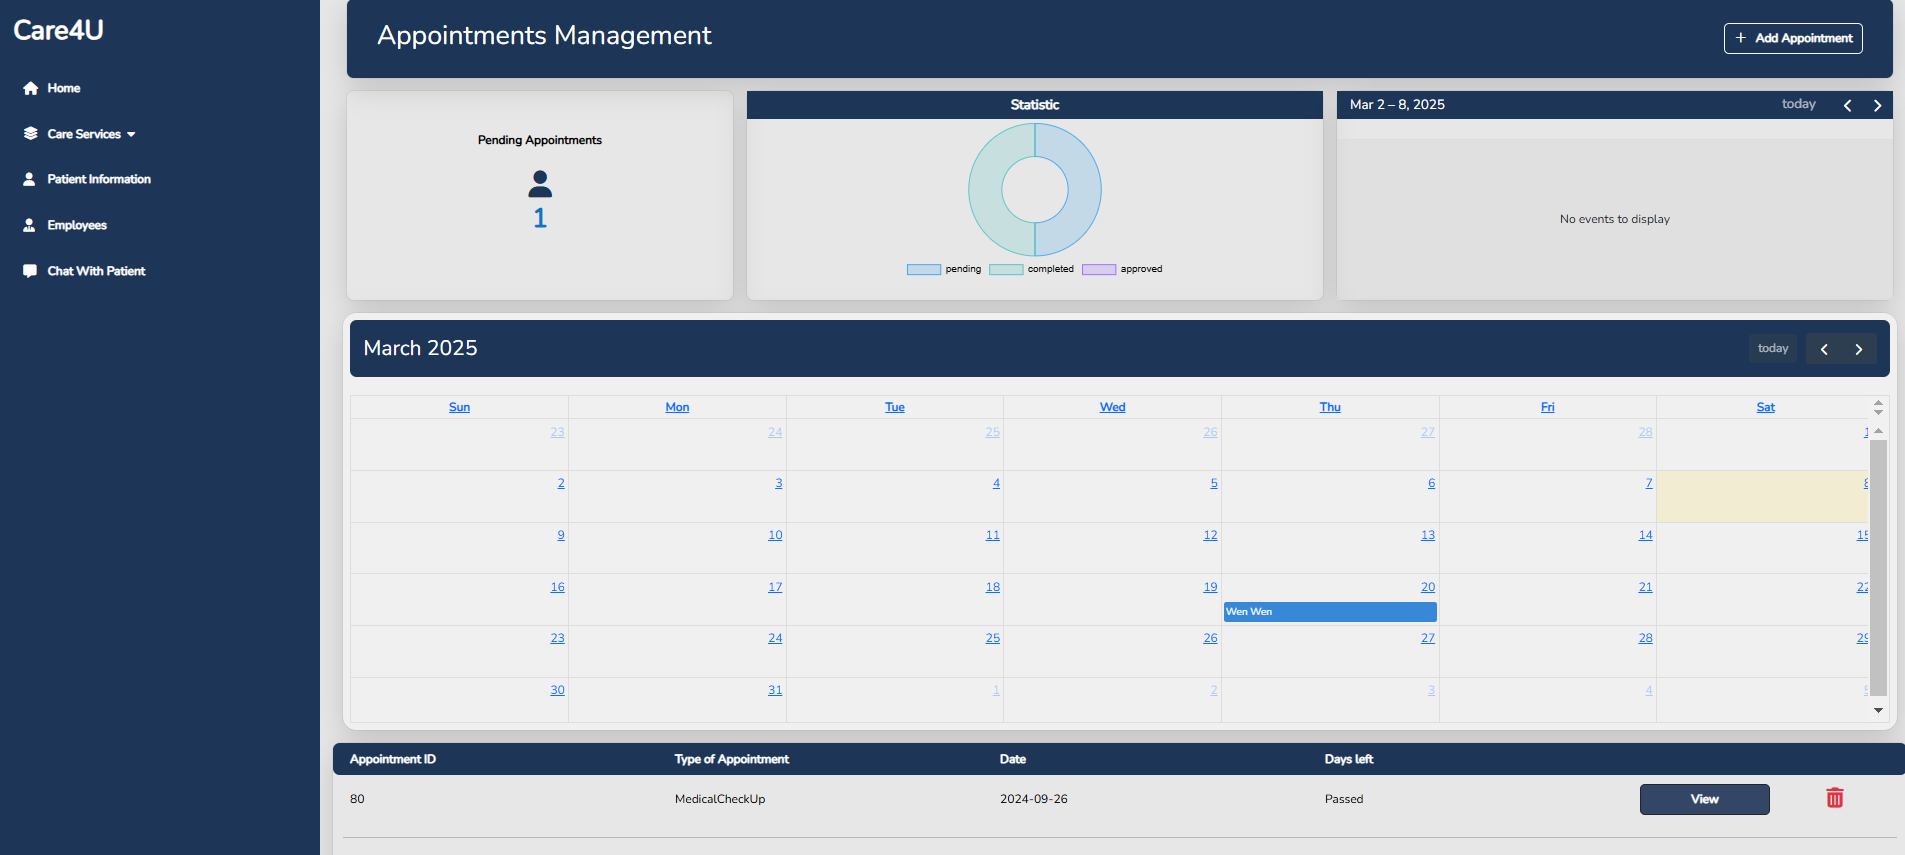 Care4U
Home
Care Services
Patient Information
Employees
Chat With Patient
Appointments Management
+ Add Appointment
Pending Appointments
1
Statistic
pending completed approved
Mar 2 – 8, 2025 today
No events to display
March 2025 today
Sun Mon Tue Wed Thu Fri Sat
23 24 25 26 27 28 1
2 3 4 5 6 7 8
9 10 11 12 13 14 15
16 17 18 19 20 21 22
Wen Wen
23 24 25 26 27 28 29
30 31 1 2 3 4 5
Appointment ID Type of Appointment Date Days left
80 MedicalCheckUp 2024-09-26 Passed View